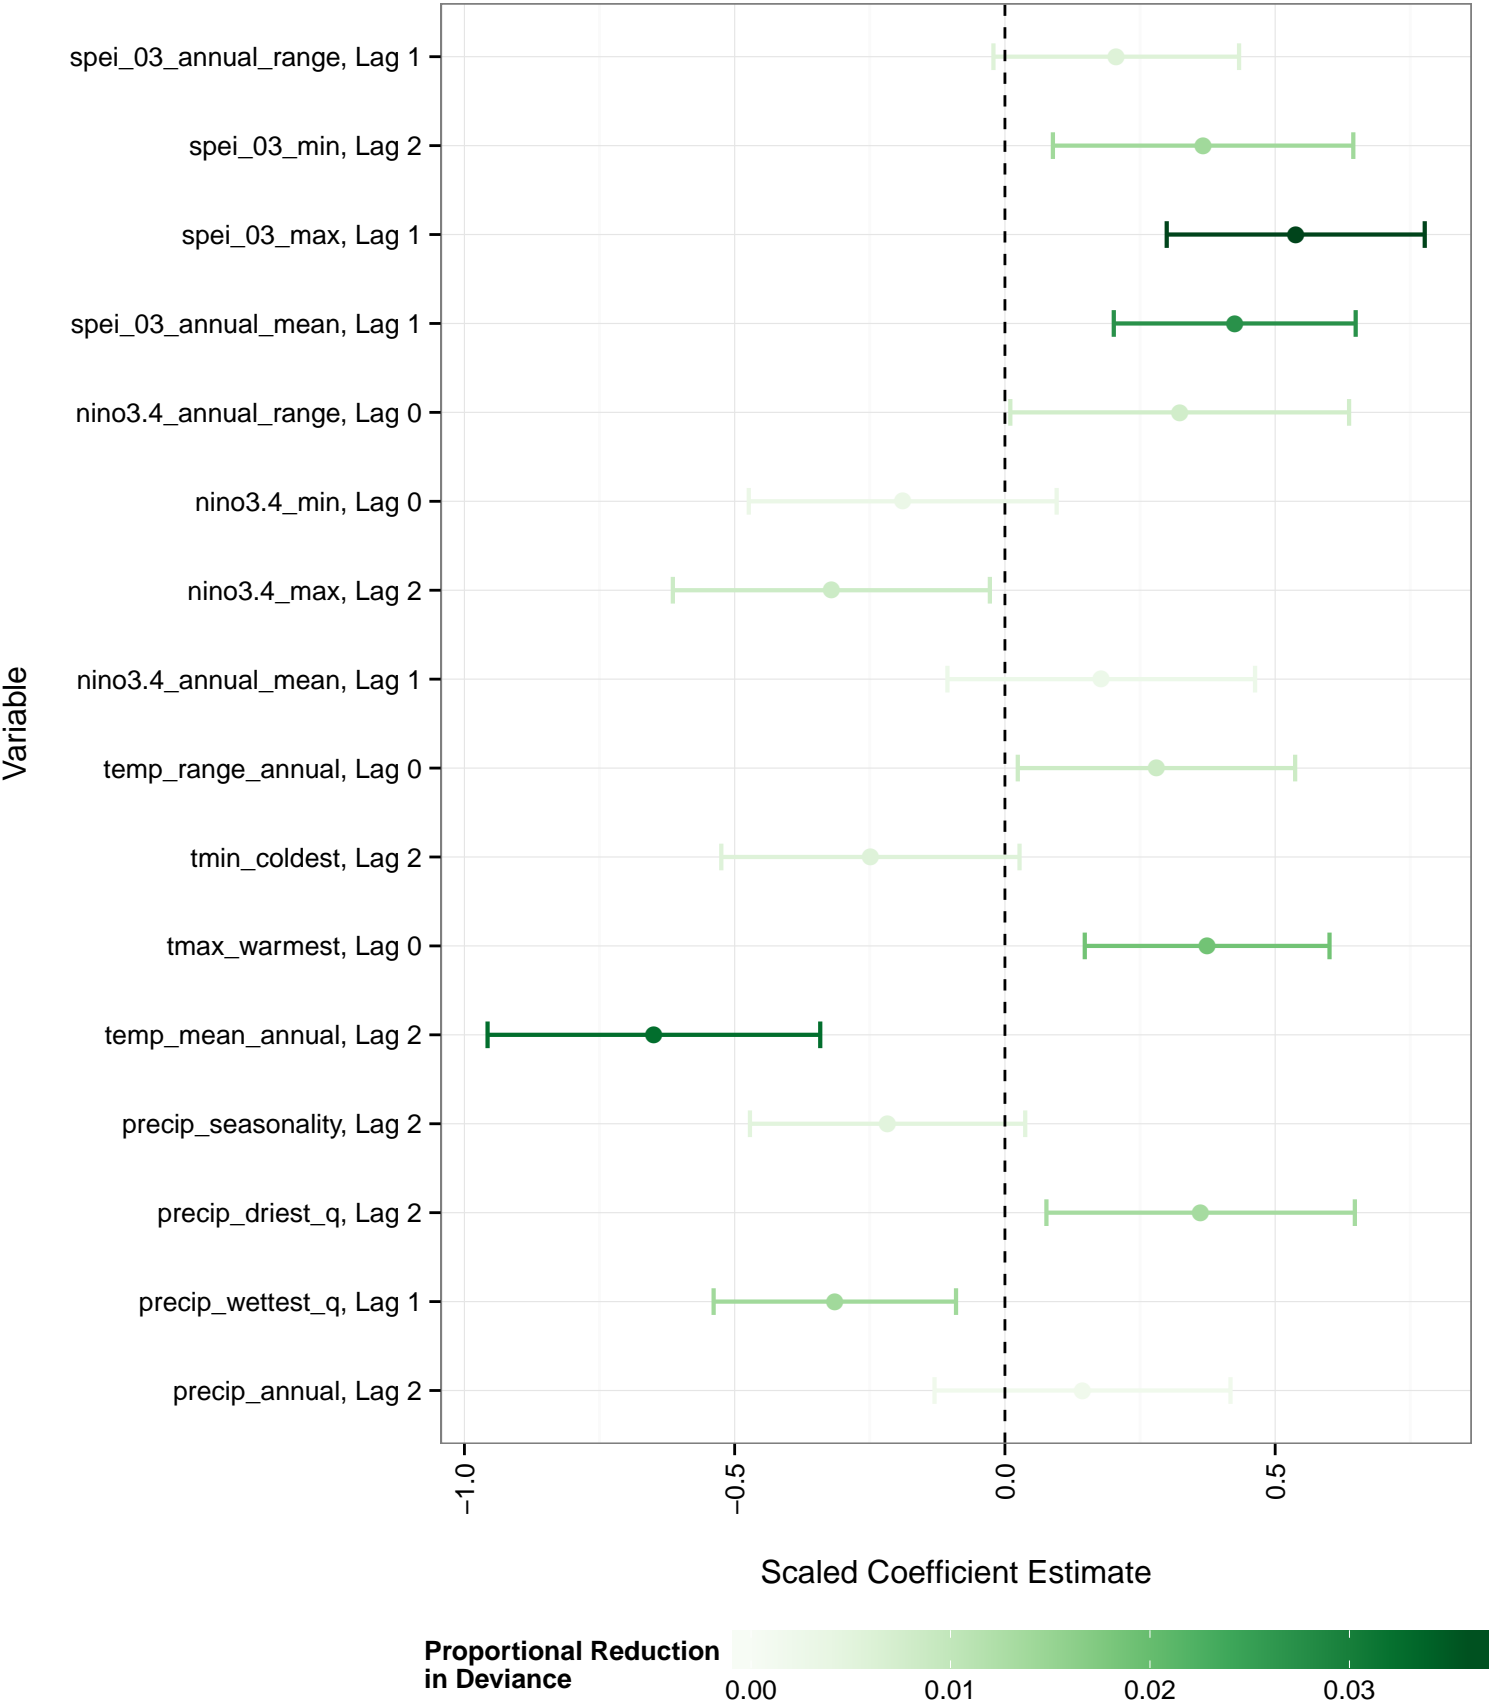 spei_03_annual_range, Lag 1
spei_03_min, Lag 2
spei_03_max, Lag 1
spei_03_annual_mean, Lag 1
nino3.4_annual_range, Lag 0
nino3.4_min, Lag 0
nino3.4_max, Lag 2
nino3.4_annual_mean, Lag 1
temp_range_annual, Lag 0
tmin_coldest, Lag 2
tmax_warmest, Lag 0
temp_mean_annual, Lag 2
precip_seasonality, Lag 2
precip_driest_q, Lag 2
precip_wettest_q, Lag 1
precip_annual, Lag 2
Variable
−1.0
−0.5
0.0
0.5
Scaled Coefficient Estimate
Proportional Reduction
in Deviance
0.00 0.01 0.02 0.03